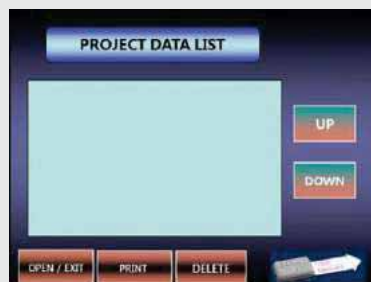 PROJECT DATA LIST
UP
DOWN
OPEN / EXIT
PRINT
DELETE